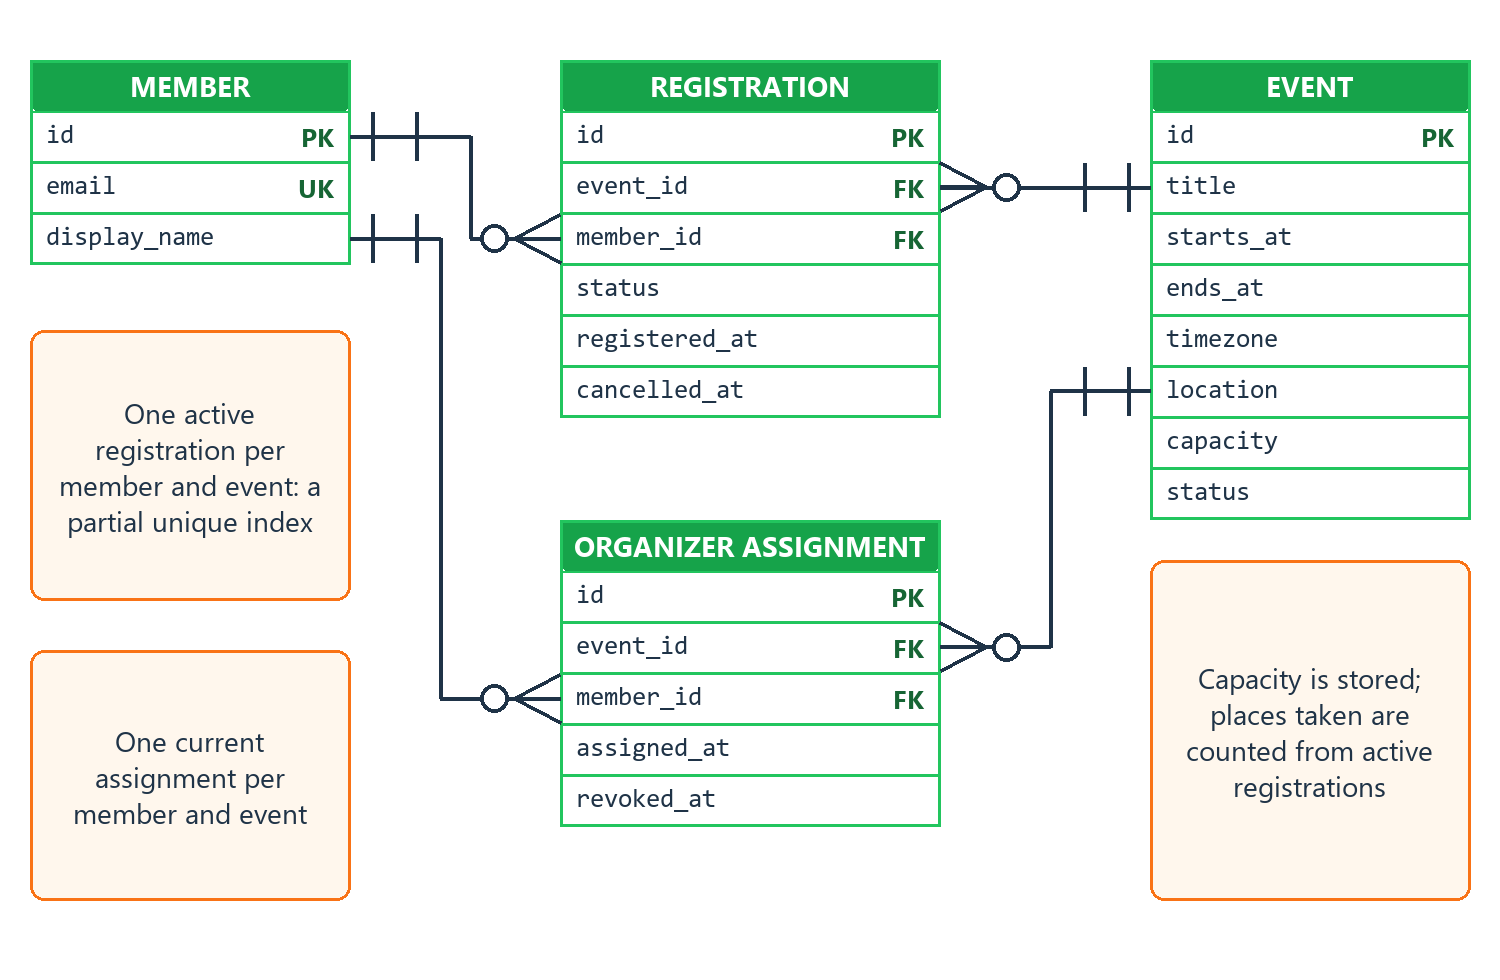 MEMBER
id PK
email UK
display_name
REGISTRATION
id PK
event_id FK
member_id FK
status
registered_at
cancelled_at
EVENT
id PK
title
starts_at
ends_at
timezone
location
capacity
status
One active
registration per
member and event: a
partial unique index
ORGANIZER ASSIGNMENT
id PK
event_id FK
member_id FK
assigned_at
revoked_at
One current
assignment per
member and event
Capacity is stored;
places taken are
counted from active
registrations